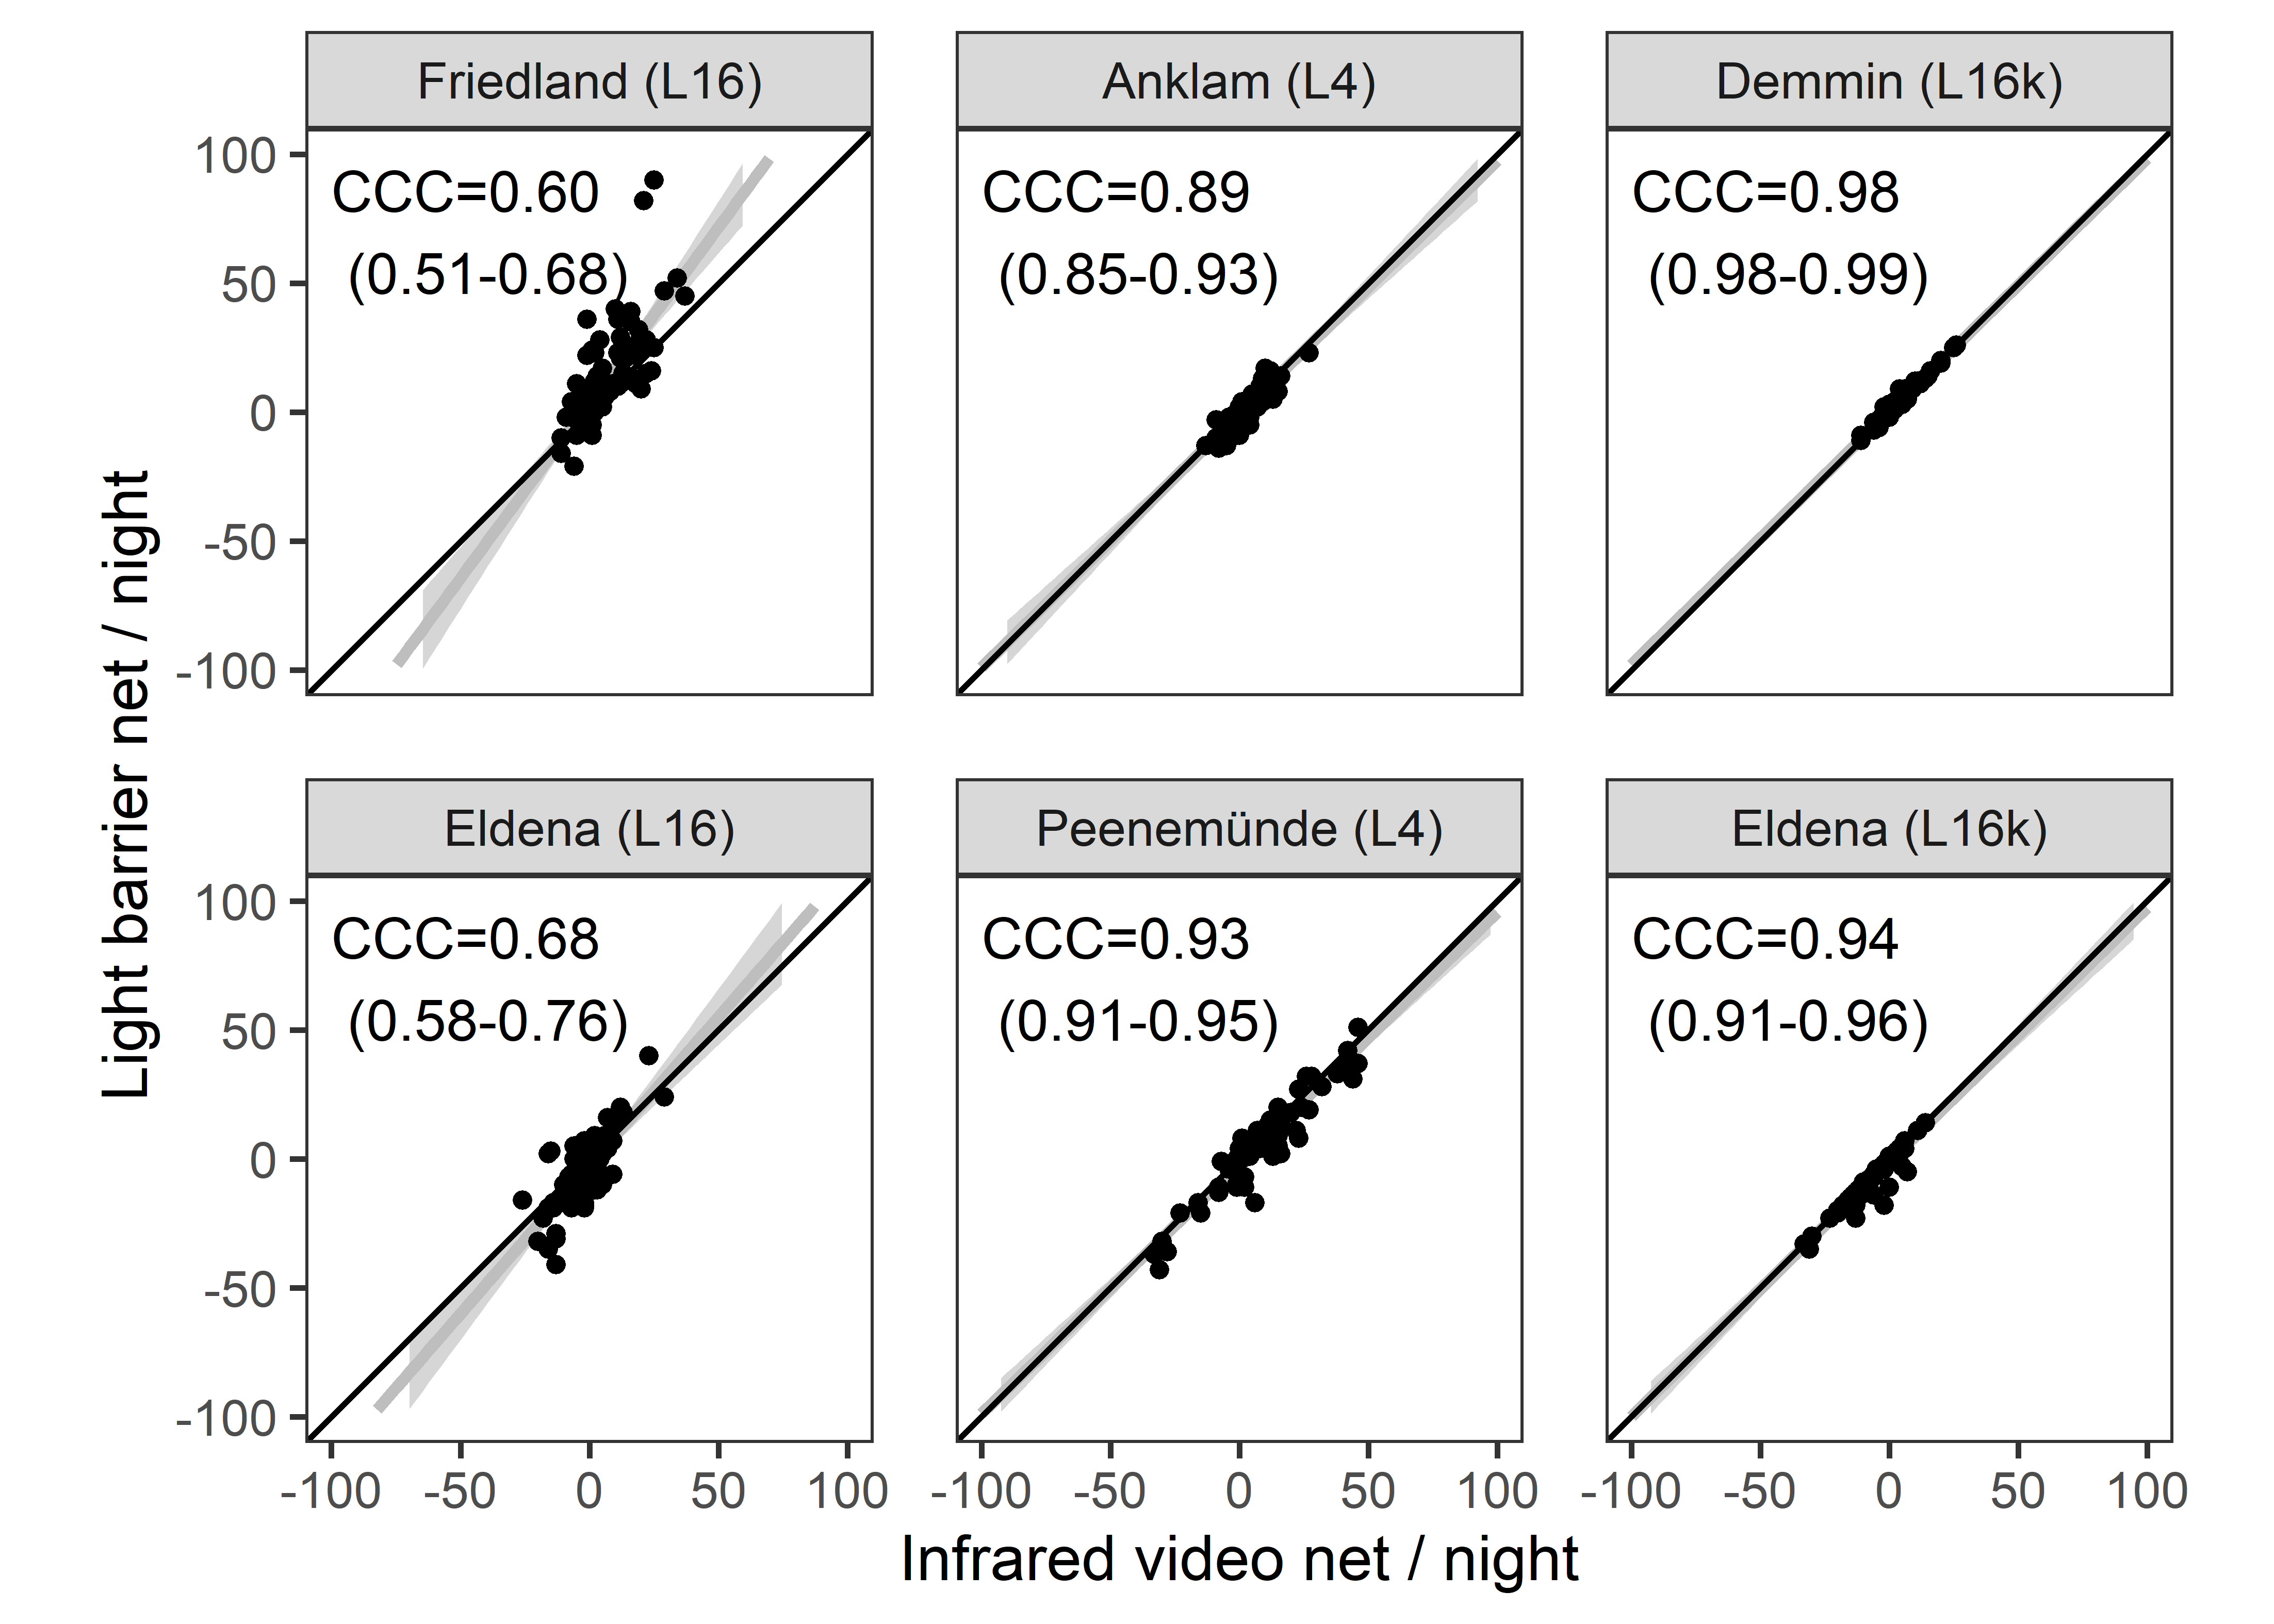 Friedland (L16)
Anklam (L4)
Demmin (L16k)
CCC=0.60
(0.51-0.68)
CCC=0.89
(0.85-0.93)
CCC=0.98
(0.98-0.99)
100
50
0
-50
-100
Eldena (L16)
Peenemünde (L4)
Eldena (L16k)
CCC=0.68
(0.58-0.76)
CCC=0.93
(0.91-0.95)
CCC=0.94
(0.91-0.96)
100
50
0
-50
-100
-100 -50 0 50 100
-100 -50 0 50 100
-100 -50 0 50 100
Infrared video net / night
Light barrier net / night